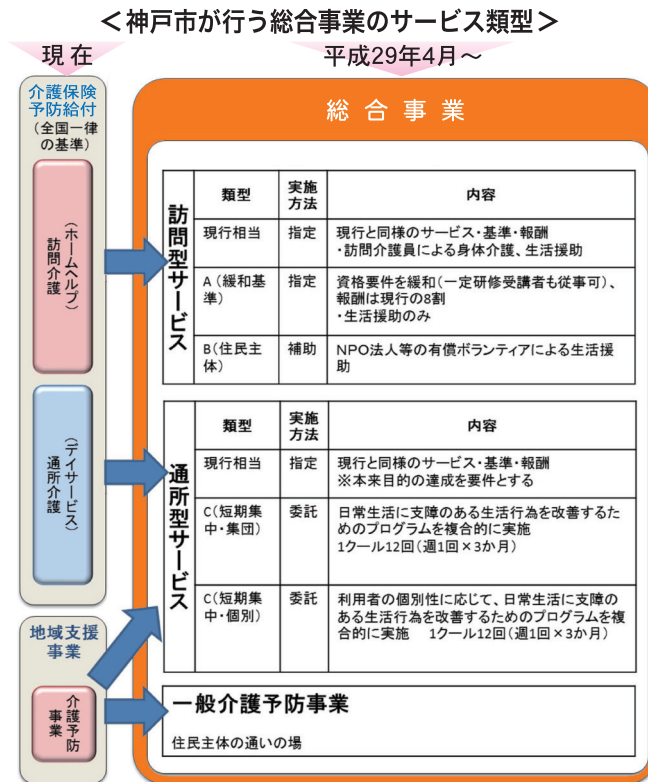 ＜神戸市が行う総合事業のサービス類型＞
現 在
平成29年4月～
介護保険
予防給付
（全国一律
の基準）
訪問介護
（ホームヘルプ）
通所介護
（デイサービス）
地域支援
事業
介護予防
事業
総 合 事 業
訪問型サービス
類型
実施
方法
内容
現行相当
指定
現行と同様のサービス・基準・報酬
・訪問介護員による身体介護、生活援助
A（緩和基
準）
指定
資格要件を緩和（一定研修受講者も従事可）、
報酬は現行の8割
・生活援助のみ
B（住民主
体）
補助
NPO法人等の有償ボランティアによる生活援
助
通所型サービス
類型
実施
方法
内容
現行相当
指定
現行と同様のサービス・基準・報酬
※本来目的の達成を要件とする
C（短期集
中・集団）
委託
日常生活に支障のある生活行為を改善するた
めのプログラムを複合的に実施
1クール12回（週1回×3か月）
C（短期集
中・個別）
委託
利用者の個別性に応じて、日常生活に支障の
ある生活行為を改善するためのプログラムを複
合的に実施　1クール12回（週1回×3か月）
一般介護予防事業
住民主体の通いの場